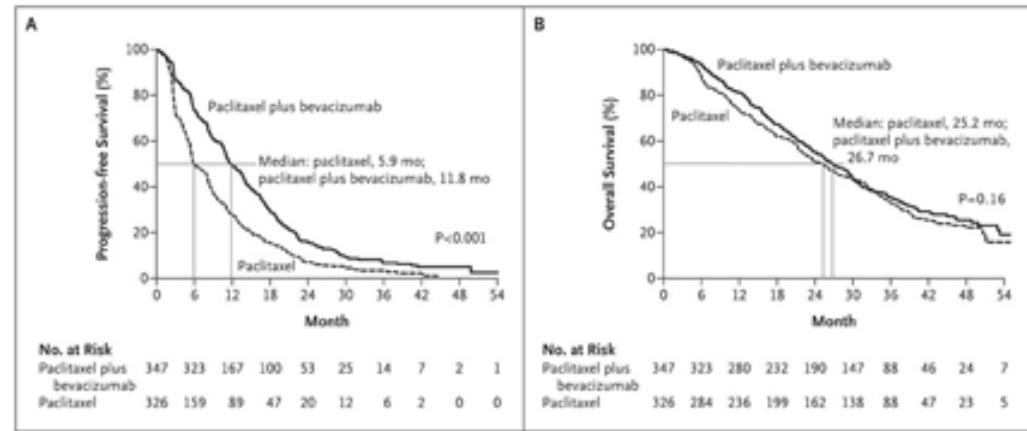 A
Progression-free Survival (%)
100
80
60
40
20
0
Paclitaxel plus bevacizumab
Median: paclitaxel, 5.9 mo;
paclitaxel plus bevacizumab, 11.8 mo
P<0.001
Paclitaxel
0 6 12 18 24 30 36 42 48 54
Month
No. at Risk
Paclitaxel plus 347 323 167 100 53 25 14 7 2 1
bevacizumab
Paclitaxel 326 159 89 47 20 12 6 2 0 0
B
Overall Survival (%)
100
80
60
40
20
0
Paclitaxel plus bevacizumab
Paclitaxel
Median: paclitaxel, 25.2 mo;
paclitaxel plus bevacizumab,
26.7 mo
P=0.16
0 6 12 18 24 30 36 42 48 54
Month
No. at Risk
Paclitaxel plus 347 323 280 232 190 147 88 46 24 7
bevacizumab
Paclitaxel 326 284 236 199 162 138 88 47 23 5